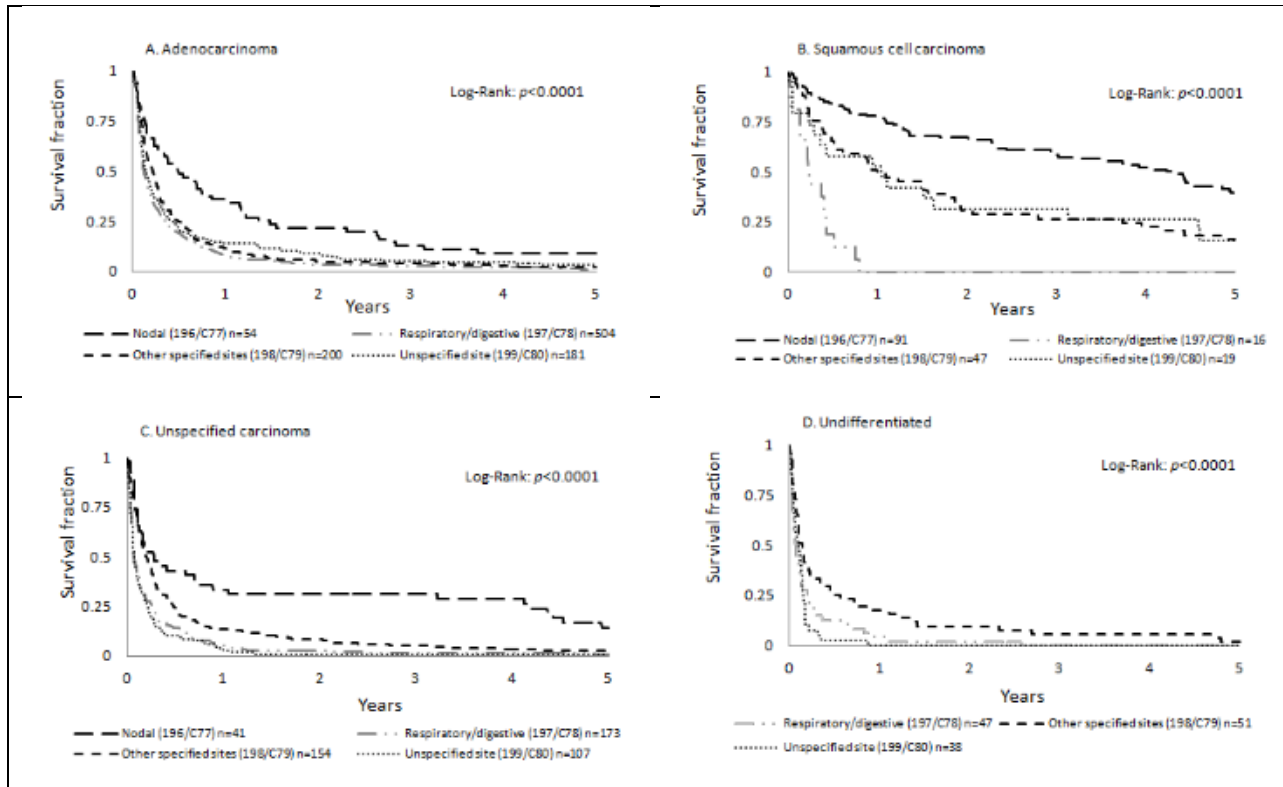 A. Adenocarcinoma
Log-Rank: p<0.0001
Survival fraction
1
0.75
0.5
0.25
0
0 1 2 3 4 5
Years
Nodal (196/C77) n=54 Respiratory/digestive (197/C78) n=504
Other specified sites (198/C79) n=200 Unspecified site (199/C80) n=181
B. Squamous cell carcinoma
Log-Rank: p<0.0001
Survival fraction
1
0.75
0.5
0.25
0
0 1 2 3 4 5
Years
Nodal (196/C77) n=91 Respiratory/digestive (197/C78) n=16
Other specified sites (198/C79) n=47 Unspecified site (199/C80) n=19
C. Unspecified carcinoma
Log-Rank: p<0.0001
Survival fraction
1
0.75
0.5
0.25
0
0 1 2 3 4 5
Years
Nodal (196/C77) n=41 Respiratory/digestive (197/C78) n=173
Other specified sites (198/C79) n=154 Unspecified site (199/C80) n=107
D. Undifferentiated
Log-Rank: p<0.0001
Survival fraction
1
0.75
0.5
0.25
0
0 1 2 3 4 5
Years
Respiratory/digestive (197/C78) n=47 Other specified sites (198/C79) n=51
Unspecified site (199/C80) n=38